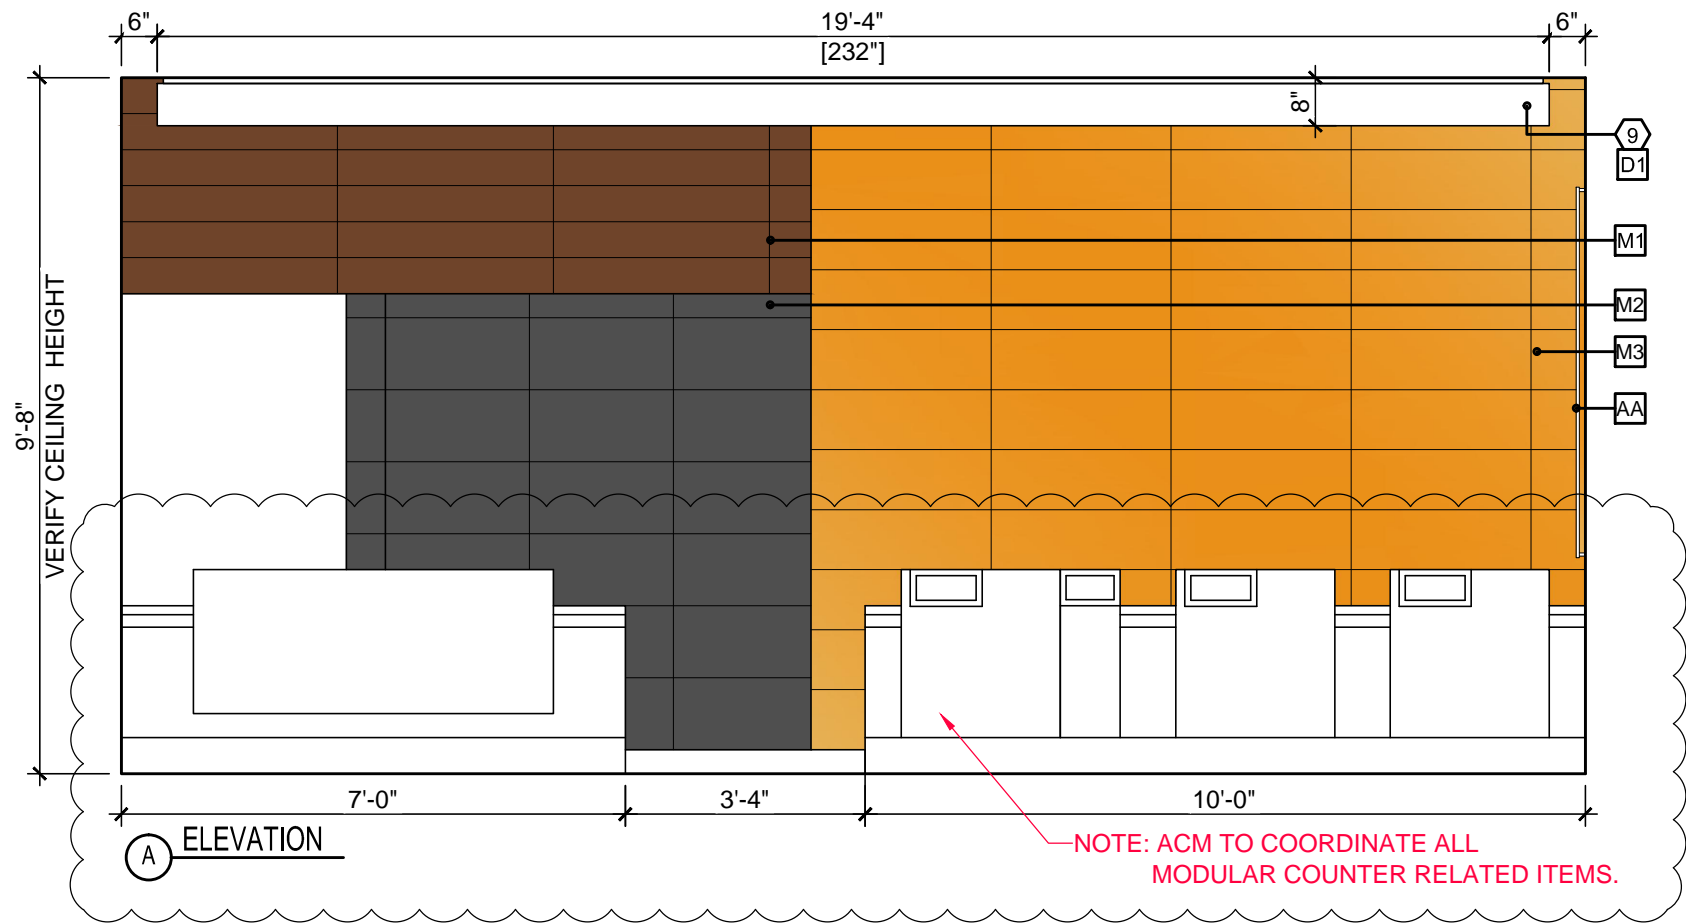 6"
19'-4"
6"
[232"]
8"
9
D1
M1
M2
M3
AA
9'-8"
VERIFY CEILING HEIGHT
7'-0"
3'-4"
10'-0"
A ELEVATION
NOTE: ACM TO COORDINATE ALL
MODULAR COUNTER RELATED ITEMS.